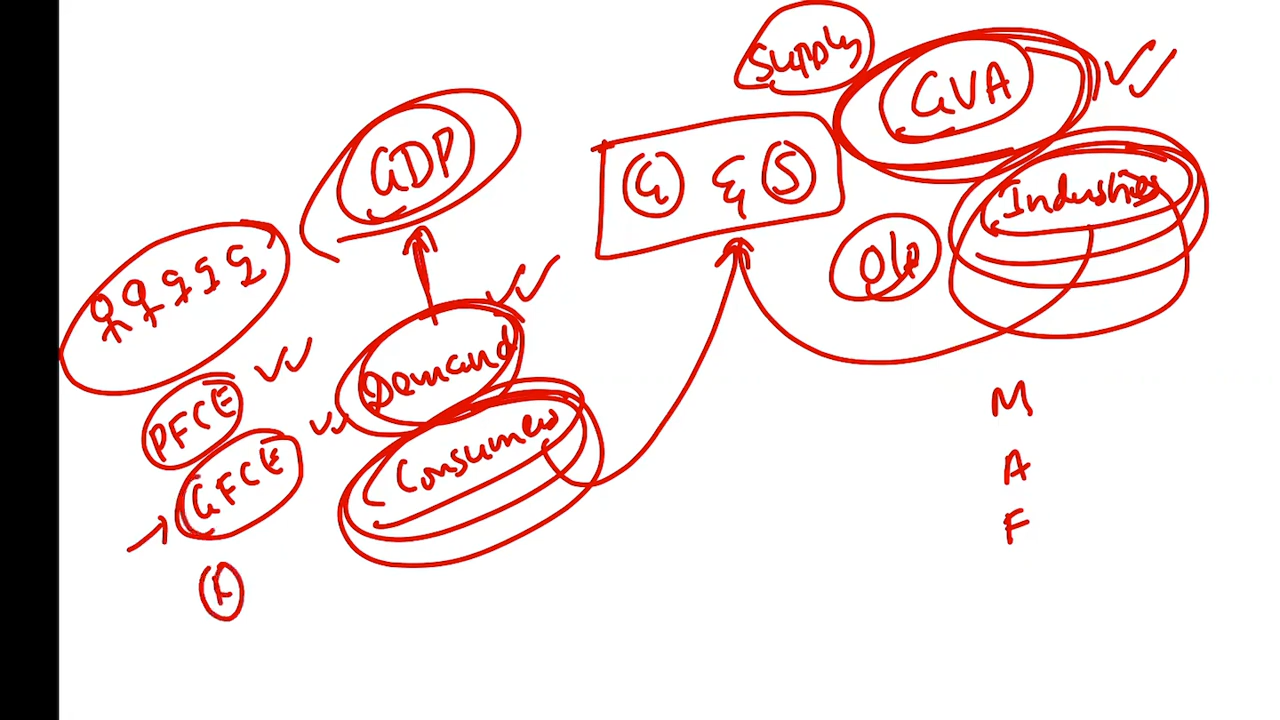 Supply
GVA
GDP
G & S
Industries
O/P
Demand
PFCE
Consumer
GFCE
M
A
F